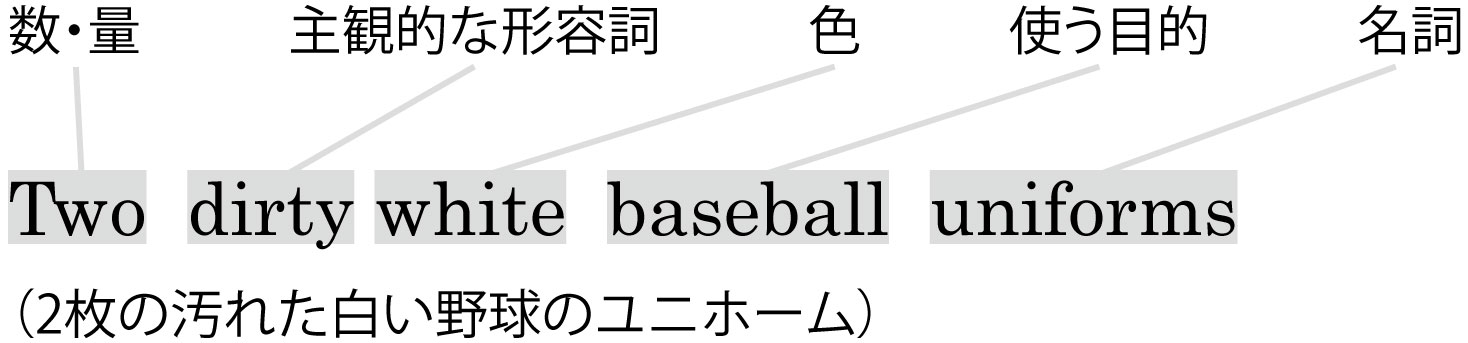 数・量 主観的な形容詞 色 使う目的 名詞
Two dirty white baseball uniforms
（2枚の汚れた白い野球のユニホーム）